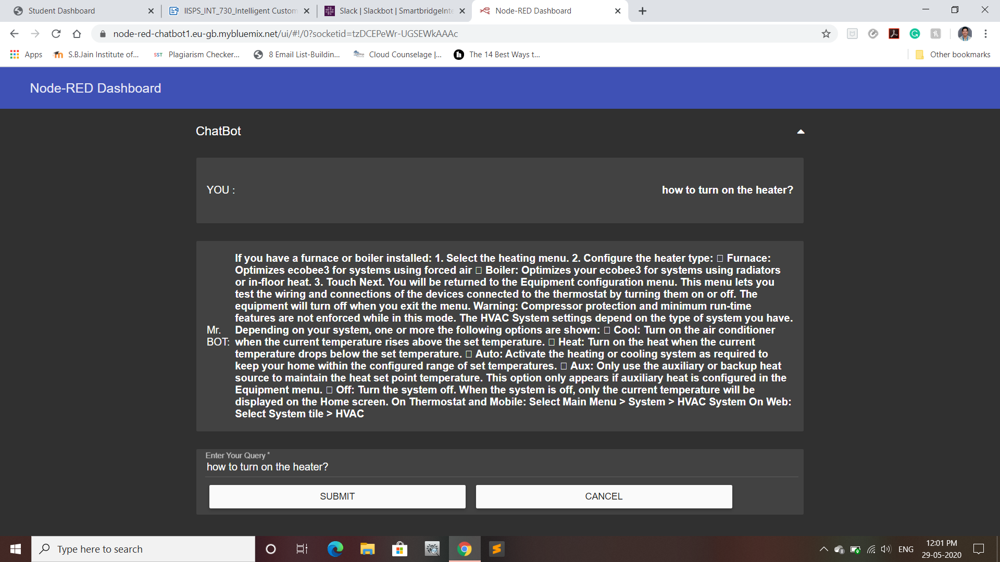 Student Dashboard
IISPS_INT_730_Intelligent Custom
Slack | Slackbot | SmartbridgeInte
Node-RED Dashboard
node-red-chatbot1.eu-gb.mybluemix.net/ui/#!/0?socketid=tzDCEPeWr-UGSEWkAAAc
Apps
S.B.Jain Institute of...
SST Plagiarism Checker...
8 Email List-Buildin...
Cloud Counselage |...
The 14 Best Ways t...
Other bookmarks
Node-RED Dashboard
ChatBot
YOU :
how to turn on the heater?
Mr.
BOT:
If you have a furnace or boiler installed: 1. Select the heating menu. 2. Configure the heater type: ▯ Furnace:
Optimizes ecobee3 for systems using forced air ▯ Boiler: Optimizes your ecobee3 for systems using radiators
or in-floor heat. 3. Touch Next. You will be returned to the Equipment configuration menu. This menu lets you
test the wiring and connections of the devices connected to the thermostat by turning them on or off. The
equipment will turn off when you exit the menu. Warning: Compressor protection and minimum run-time
features are not enforced while in this mode. The HVAC System settings depend on the type of system you have.
Depending on your system, one or more the following options are shown: ▯ Cool: Turn on the air conditioner
when the current temperature rises above the set temperature. ▯ Heat: Turn on the heat when the current
temperature drops below the set temperature. ▯ Auto: Activate the heating or cooling system as required to
keep your home within the configured range of set temperatures. ▯ Aux: Only use the auxiliary or backup heat
source to maintain the heat set point temperature. This option only appears if auxiliary heat is configured in the
Equipment menu. ▯ Off: Turn the system off. When the system is off, only the current temperature will be
displayed on the Home screen. On Thermostat and Mobile: Select Main Menu > System > HVAC System On Web:
Select System tile > HVAC
Enter Your Query *
how to turn on the heater?
SUBMIT
CANCEL
Type here to search
ENG
12:01 PM
29-05-2020